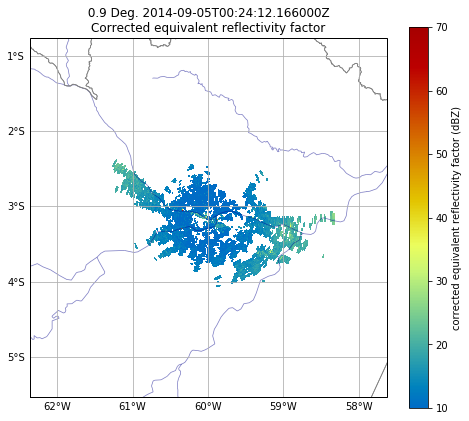 0.9 Deg. 2014-09-05T00:24:12.166000Z
Corrected equivalent reflectivity factor
1°S
2°S
3°S
4°S
5°S
62°W
61°W
60°W
59°W
58°W
70
60
50
40
30
20
10
corrected equivalent reflectivity factor (dBZ)